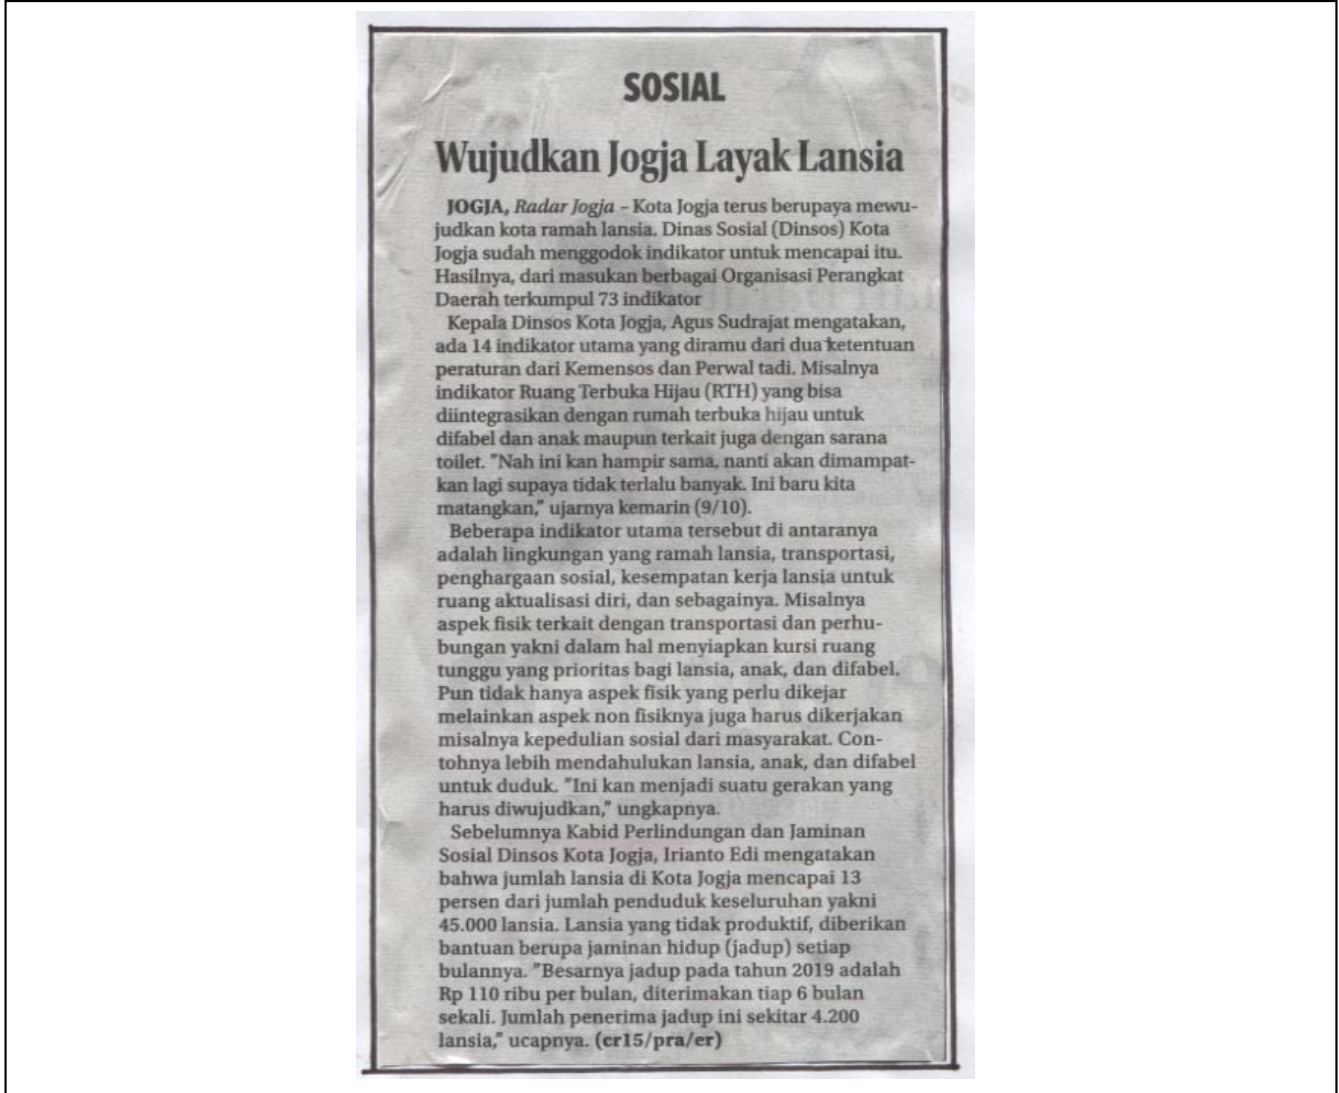 SOSIAL
Wujudkan Jogja Layak Lansia
JOGJA, Radar Jogja – Kota Jogja terus berupaya mewu-
judkan kota ramah lansia. Dinas Sosial (Dinsos) Kota
Jogja sudah menggodok indikator untuk mencapai itu.
Hasilnya, dari masukan berbagai Organisasi Perangkat
Daerah terkumpul 73 indikator
Kepala Dinsos Kota Jogja, Agus Sudrajat mengatakan,
ada 14 indikator utama yang diramu dari dua ketentuan
peraturan dari Kemensos dan Perwal tadi. Misalnya
indikator Ruang Terbuka Hijau (RTH) yang bisa
diintegrasikan dengan rumah terbuka hijau untuk
difabel dan anak maupun terkait juga dengan sarana
toilet. "Nah ini kan hampir sama, nanti akan dimampat-
kan lagi supaya tidak terlalu banyak. Ini baru kita
matangkan," ujarnya kemarin (9/10).
Beberapa indikator utama tersebut di antaranya
adalah lingkungan yang ramah lansia, transportasi,
penghargaan sosial, kesempatan kerja lansia untuk
ruang aktualisasi diri, dan sebagainya. Misalnya
aspek fisik terkait dengan transportasi dan perhu-
bungan yakni dalam hal menyiapkan kursi ruang
tunggu yang prioritas bagi lansia, anak, dan difabel.
Pun tidak hanya aspek fisik yang perlu dikejar
melainkan aspek non fisiknya juga harus dikerjakan
misalnya kepedulian sosial dari masyarakat. Con-
tohnya lebih mendahulukan lansia, anak, dan difabel
untuk duduk. "Ini kan menjadi suatu gerakan yang
harus diwujudkan," ungkapnya.
Sebelumnya Kabid Perlindungan dan Jaminan
Sosial Dinsos Kota Jogja, Irianto Edi mengatakan
bahwa jumlah lansia di Kota Jogja mencapai 13
persen dari jumlah penduduk keseluruhan yakni
45.000 lansia. Lansia yang tidak produktif, diberikan
bantuan berupa jaminan hidup (jadup) setiap
bulannya. "Besarnya jadup pada tahun 2019 adalah
Rp 110 ribu per bulan, diterimakan tiap 6 bulan
sekali. Jumlah penerima jadup ini sekitar 4.200
lansia," ucapnya. (cr15/pra/er)